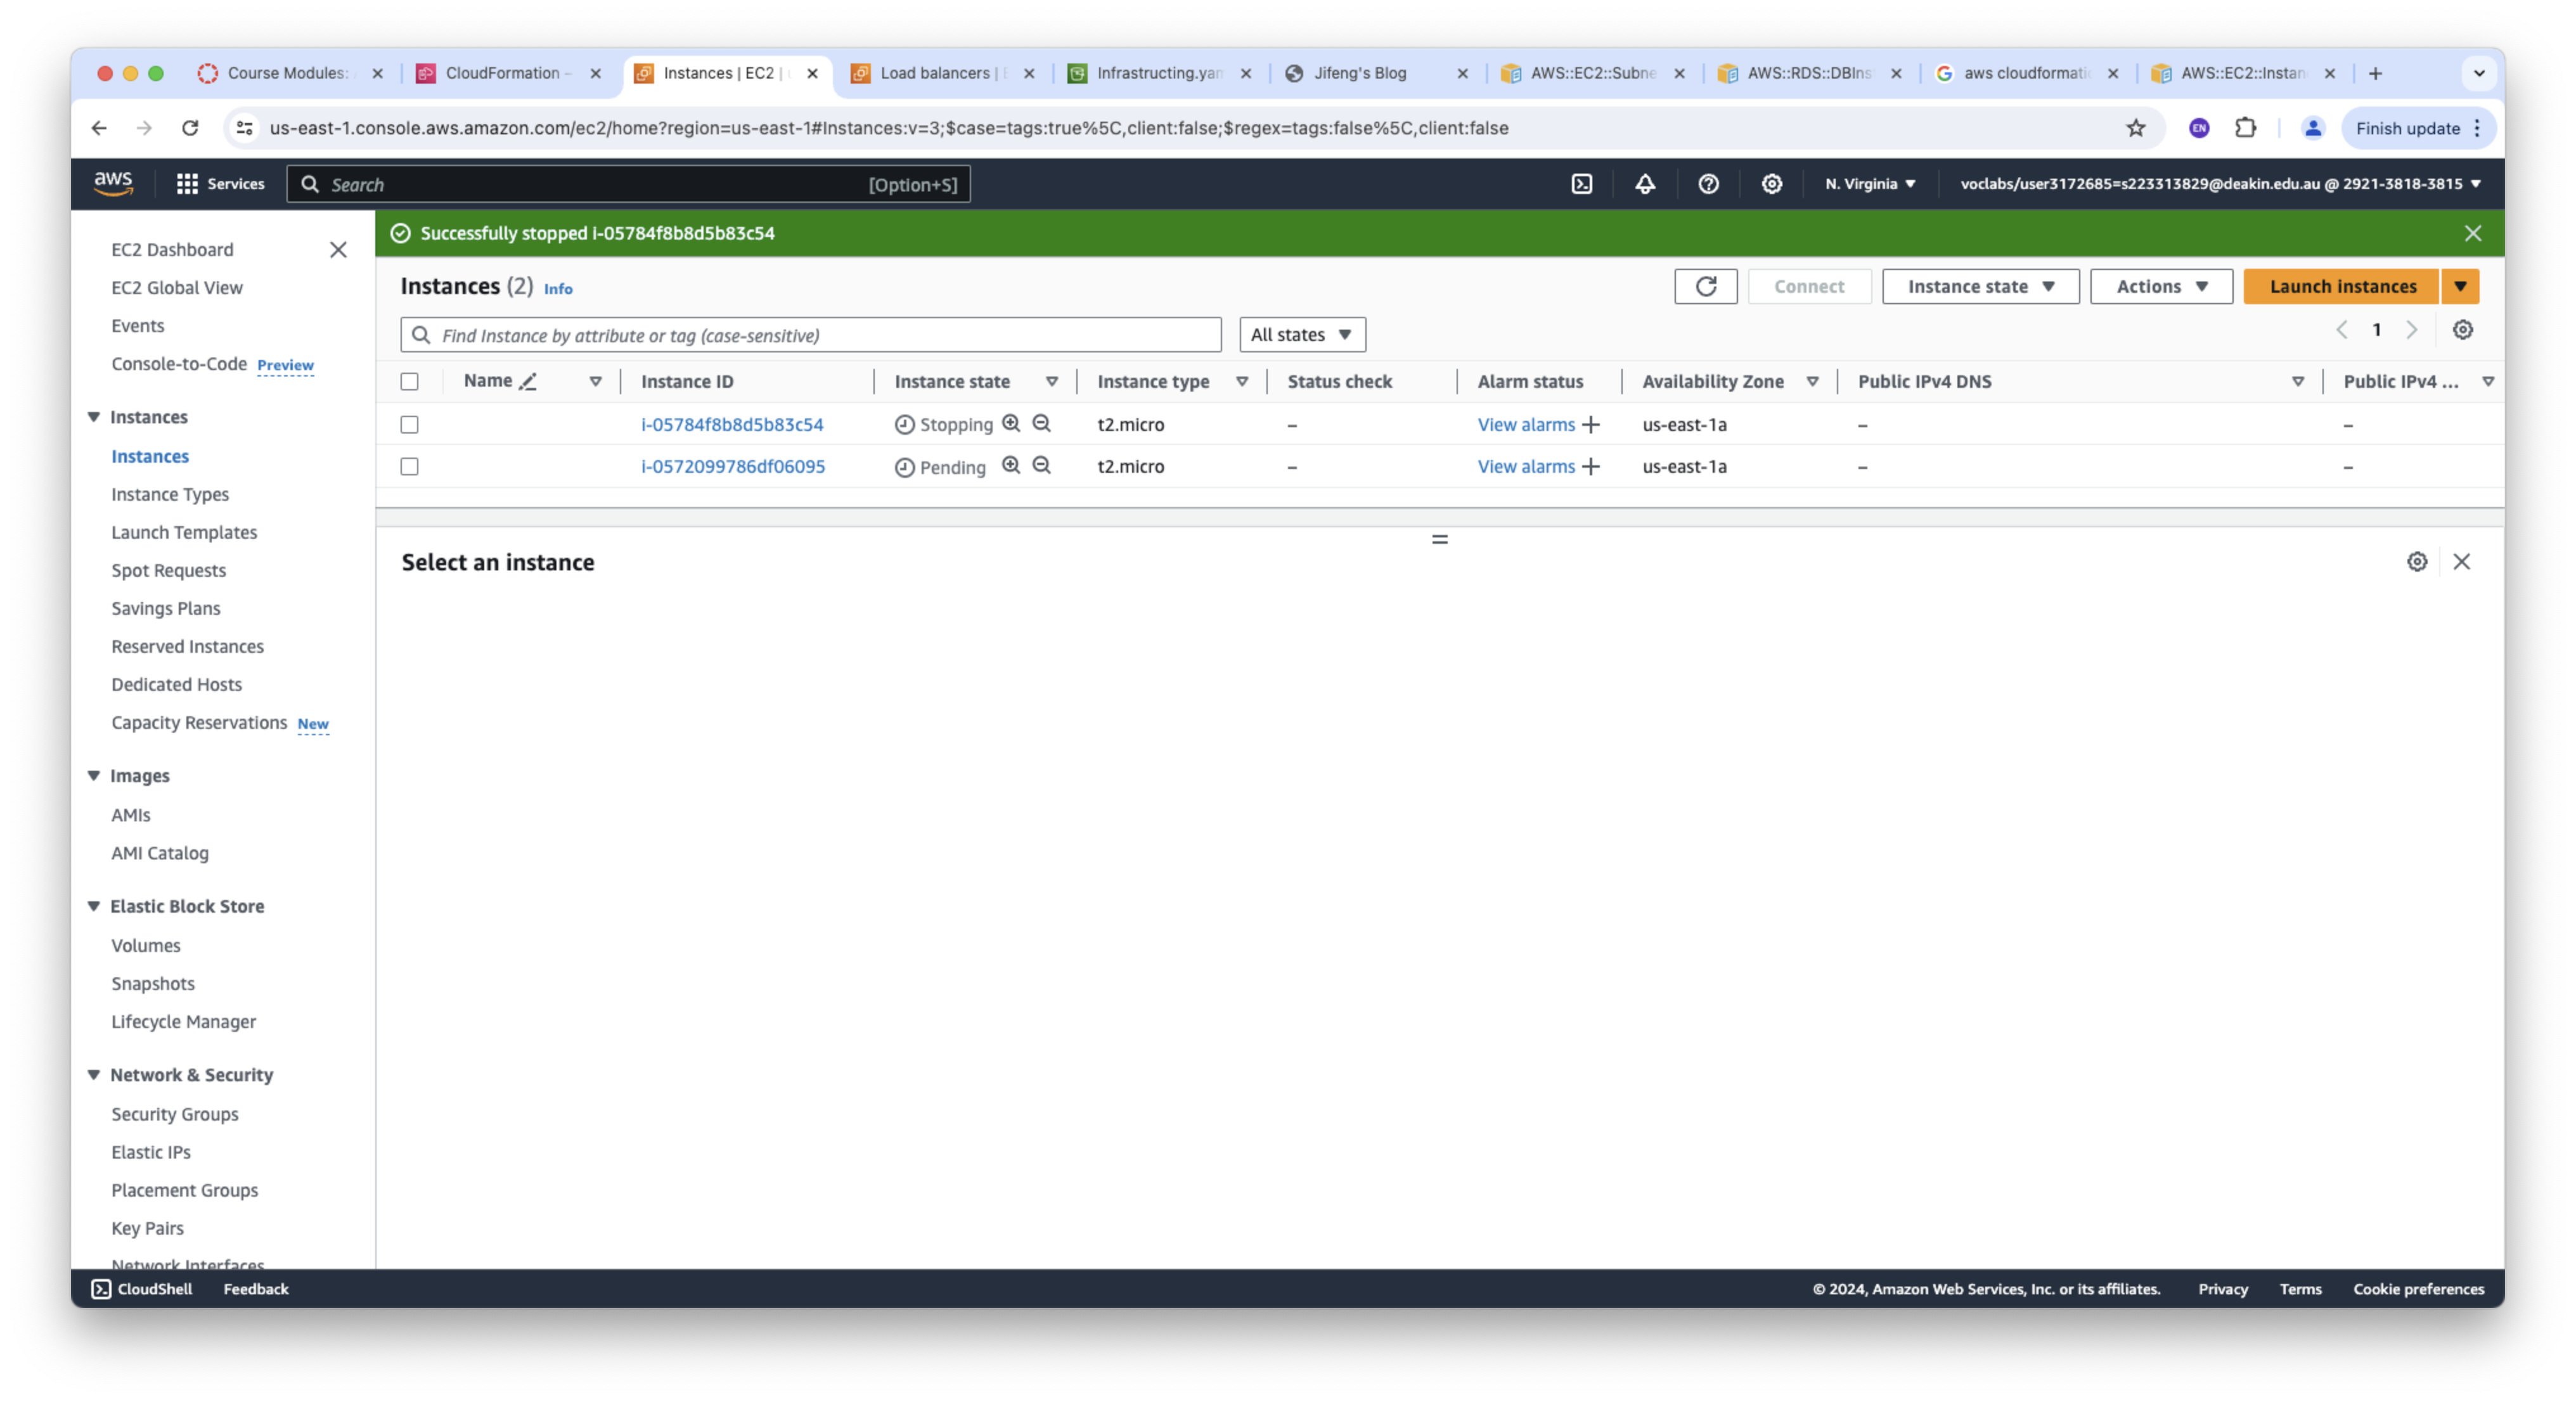 Course Modules:
CloudFormation –
Instances | EC2 |
Load balancers |
Infrastructing.yam
Jifeng's Blog
AWS::EC2::Subne
AWS::RDS::DBIns
aws cloudformati
AWS::EC2::Instan
us-east-1.console.aws.amazon.com/ec2/home?region=us-east-1#Instances:v=3;$case=tags:true%5C,client:false;$regex=tags:false%5C,client:false
EN
Finish update
aws
Services
Search
[Option+S]
N. Virginia
voclabs/user3172685=s223313829@deakin.edu.au @ 2921-3818-3815
EC2 Dashboard
EC2 Global View
Events
Console-to-Code Preview
Instances
Instances
Instance Types
Launch Templates
Spot Requests
Savings Plans
Reserved Instances
Dedicated Hosts
Capacity Reservations New
Images
AMIs
AMI Catalog
Elastic Block Store
Volumes
Snapshots
Lifecycle Manager
Network & Security
Security Groups
Elastic IPs
Placement Groups
Key Pairs
Network Interfaces
Successfully stopped i-05784f8b8d5b83c54
Instances (2) Info
Connect
Instance state
Actions
Launch instances
Find Instance by attribute or tag (case-sensitive)
All states
1
Name Instance ID Instance state Instance type Status check Alarm status Availability Zone Public IPv4 DNS Public IPv4 ...
i-05784f8b8d5b83c54 Stopping t2.micro – View alarms + us-east-1a – –
i-0572099786df06095 Pending t2.micro – View alarms + us-east-1a – –
Select an instance
CloudShell
Feedback
© 2024, Amazon Web Services, Inc. or its affiliates.
Privacy
Terms
Cookie preferences